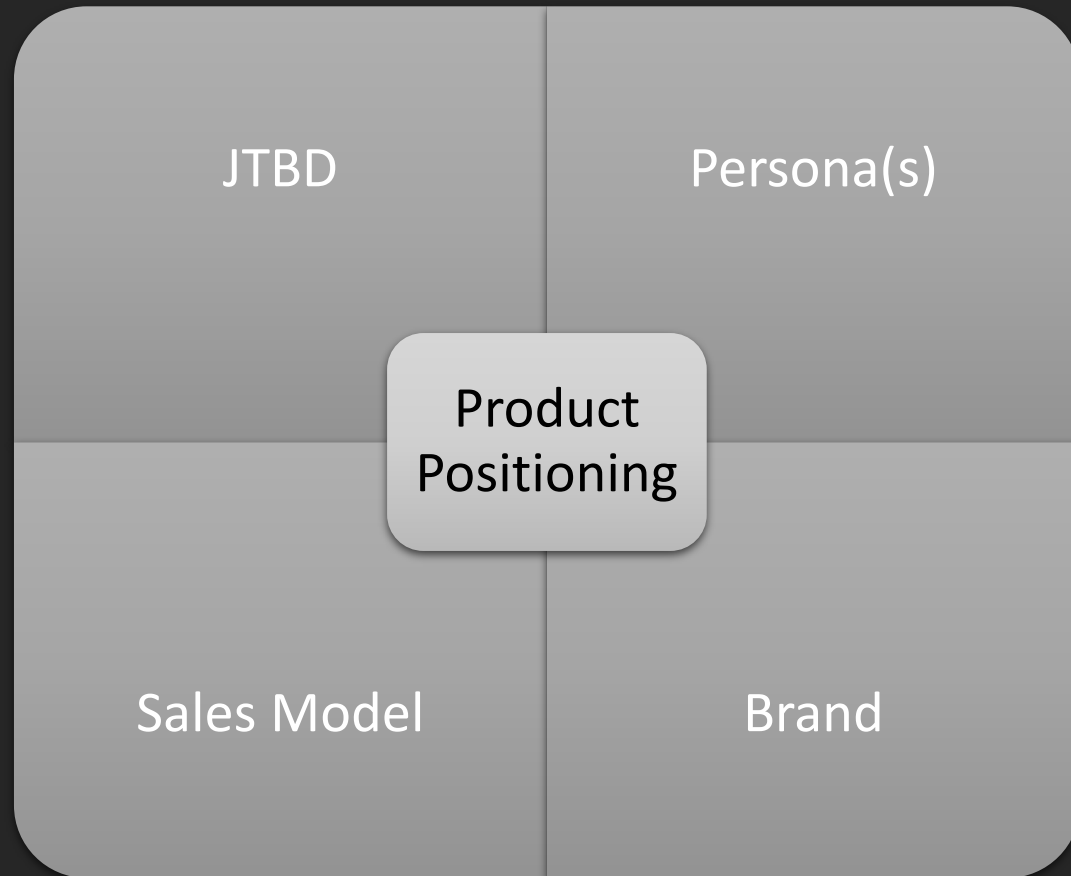 JTBD
Persona(s)
Product
Positioning
Sales Model
Brand